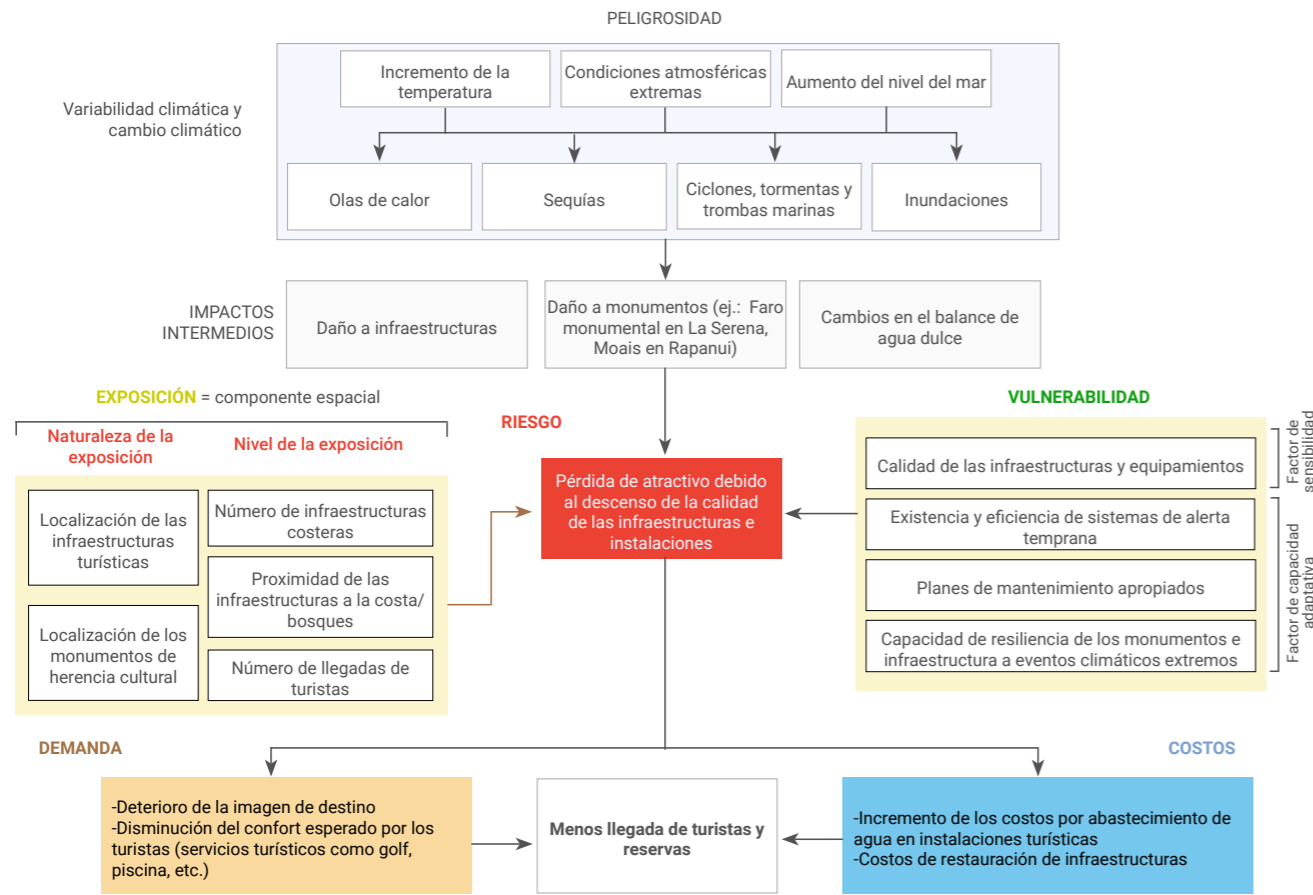 PELIGROSIDAD
Variabilidad climática y
cambio climático
Incremento de la
temperatura
Condiciones atmosféricas
extremas
Aumento del nivel del mar
Olas de calor
Sequías
Ciclones, tormentas y
trombas marinas
Inundaciones
IMPACTOS
INTERMEDIOS
Daño a infraestructuras
Daño a monumentos (ej.: Faro
monumental en La Serena,
Moais en Rapanui)
Cambios en el balance de
agua dulce
EXPOSICIÓN = componente espacial
Naturaleza de la
exposición
Nivel de la exposición
Localización de las
infraestructuras
turísticas
Localización de los
monumentos de
herencia cultural
Número de infraestructuras
costeras
Proximidad de las
infraestructuras a la costa/
bosques
Número de llegadas de
turistas
RIESGO
Pérdida de atractivo debido
al descenso de la calidad
de las infraestructuras e
instalaciones
VULNERABILIDAD
Calidad de las infraestructuras y equipamientos
Existencia y eficiencia de sistemas de alerta
temprana
Planes de mantenimiento apropiados
Capacidad de resiliencia de los monumentos e
infraestructura a eventos climáticos extremos
Factor de
sensibilidad
Factor de capacidad
adaptativa
DEMANDA
-Deterioro de la imagen de destino
-Disminución del confort esperado por los
turistas (servicios turísticos como golf,
piscina, etc.)
Menos llegada de turistas y
reservas
COSTOS
-Incremento de los costos por abastecimiento de
agua en instalaciones turísticas
-Costos de restauración de infraestructuras